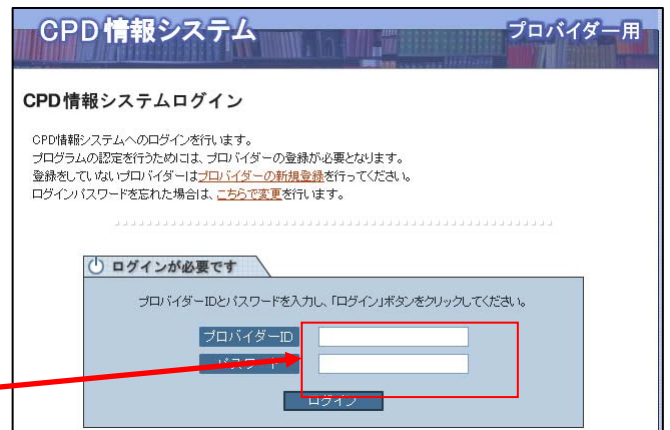 CPD情報システム
プロバイダー用
CPD情報システムログイン
CPD情報システムへのログインを行います。
プログラムの認定を行うためには、プロバイダーの登録が必要となります。
登録をしていないプロバイダーはプロバイダーの新規登録を行ってください。
ログインパスワードを忘れた場合は、こちらで変更を行います。
ログインが必要です
プロバイダーIDとパスワードを入力し、「ログイン」ボタンをクリックしてください。
プロバイダーID
パスワード
ログイン